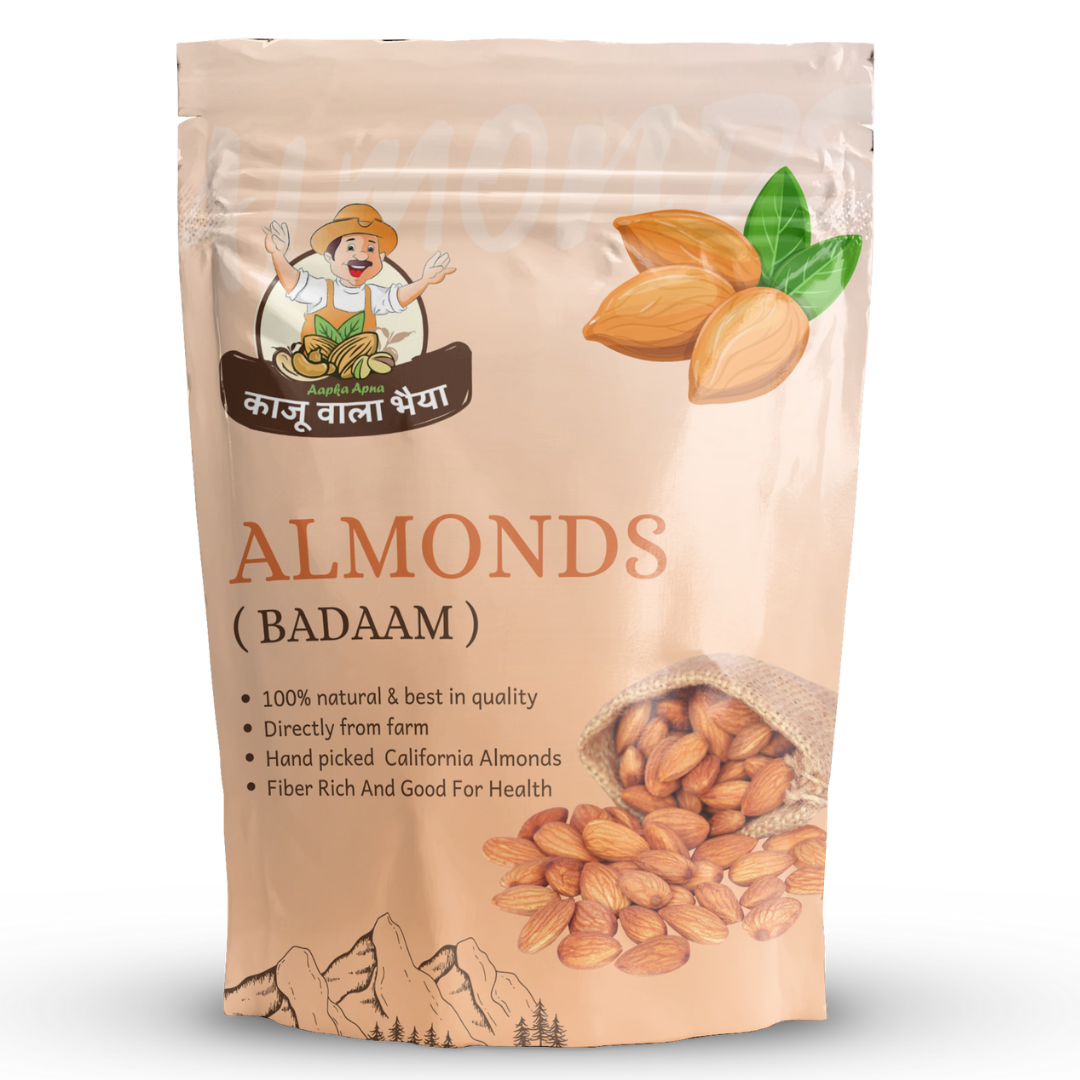 ALMONDS
Aapka Apna
काजू वाला भैया
ALMONDS
( BADAAM )
100% natural & best in quality
Directly from farm
Hand picked California Almonds
Fiber Rich And Good For Health